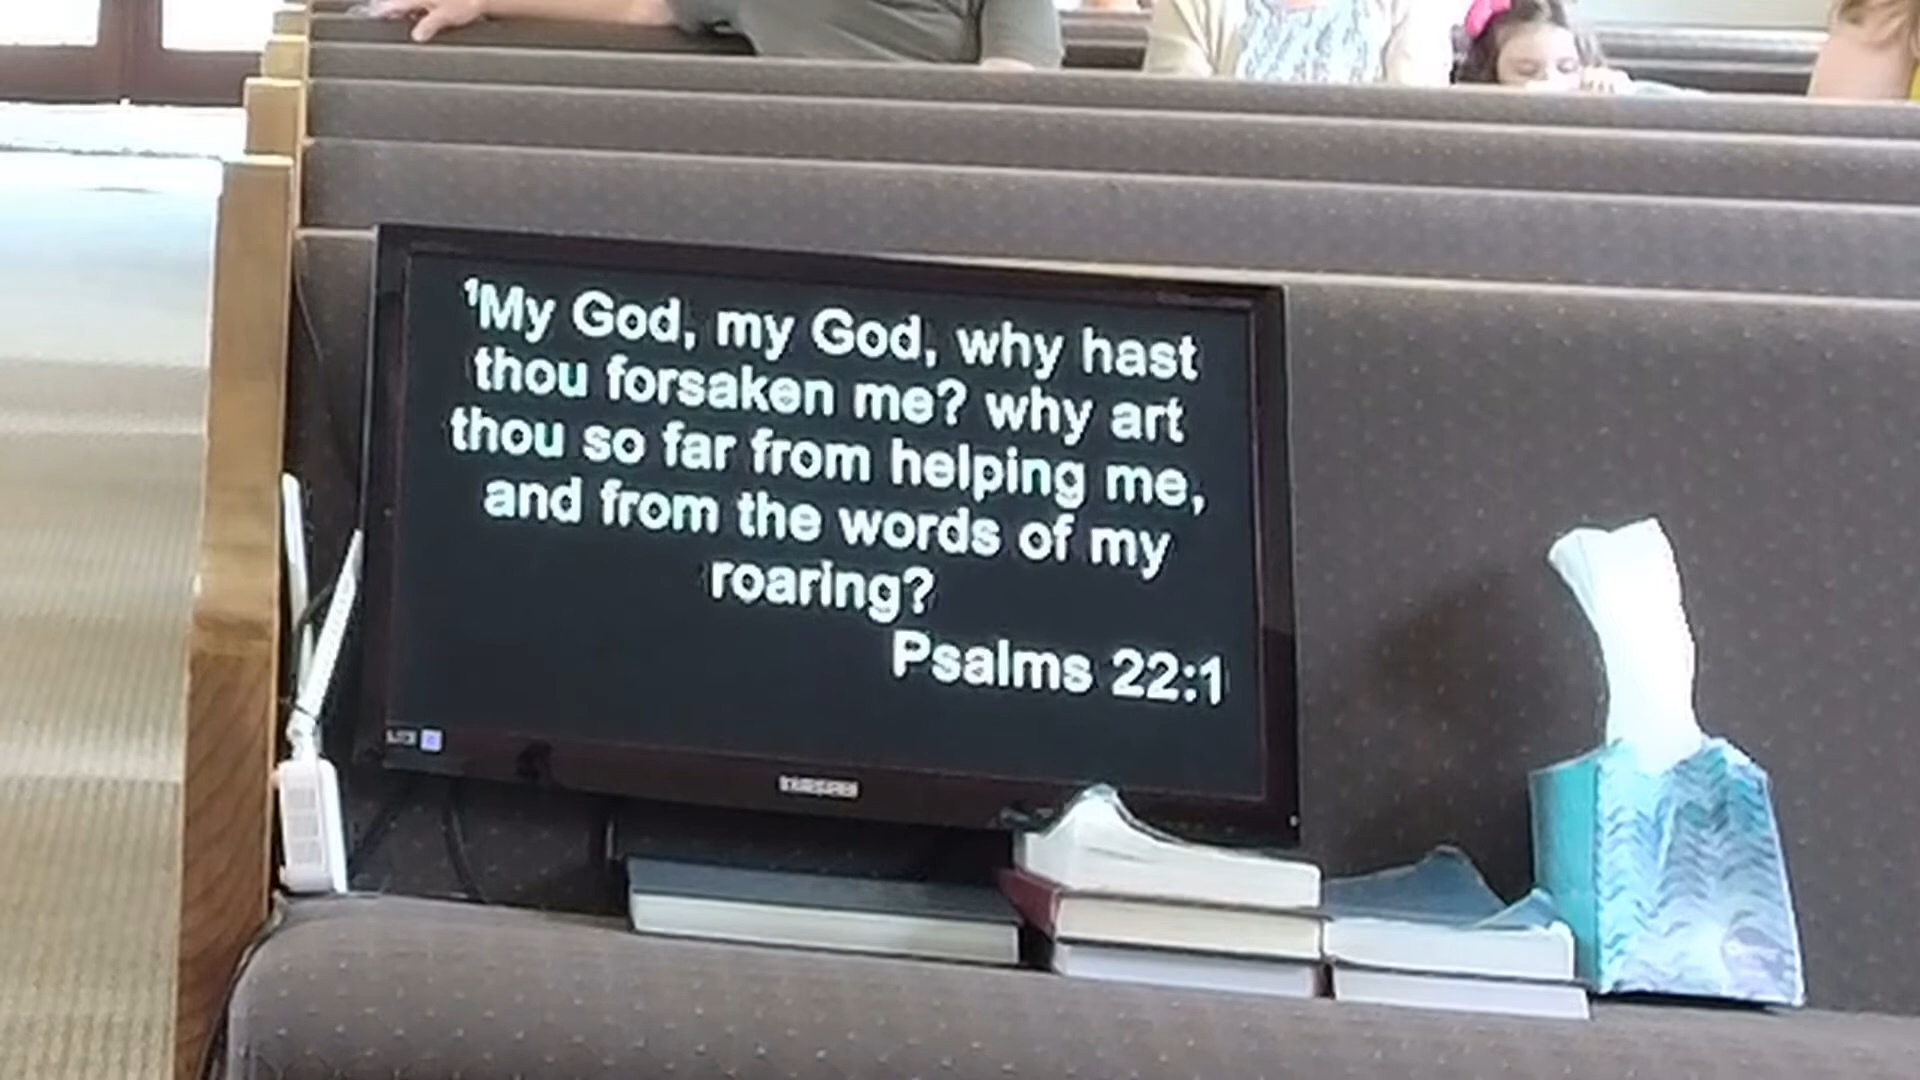 ¹My God, my God, why hast
thou forsaken me? why art
thou so far from helping me,
and from the words of my
roaring?
Psalms 22:1
SAMSUNG